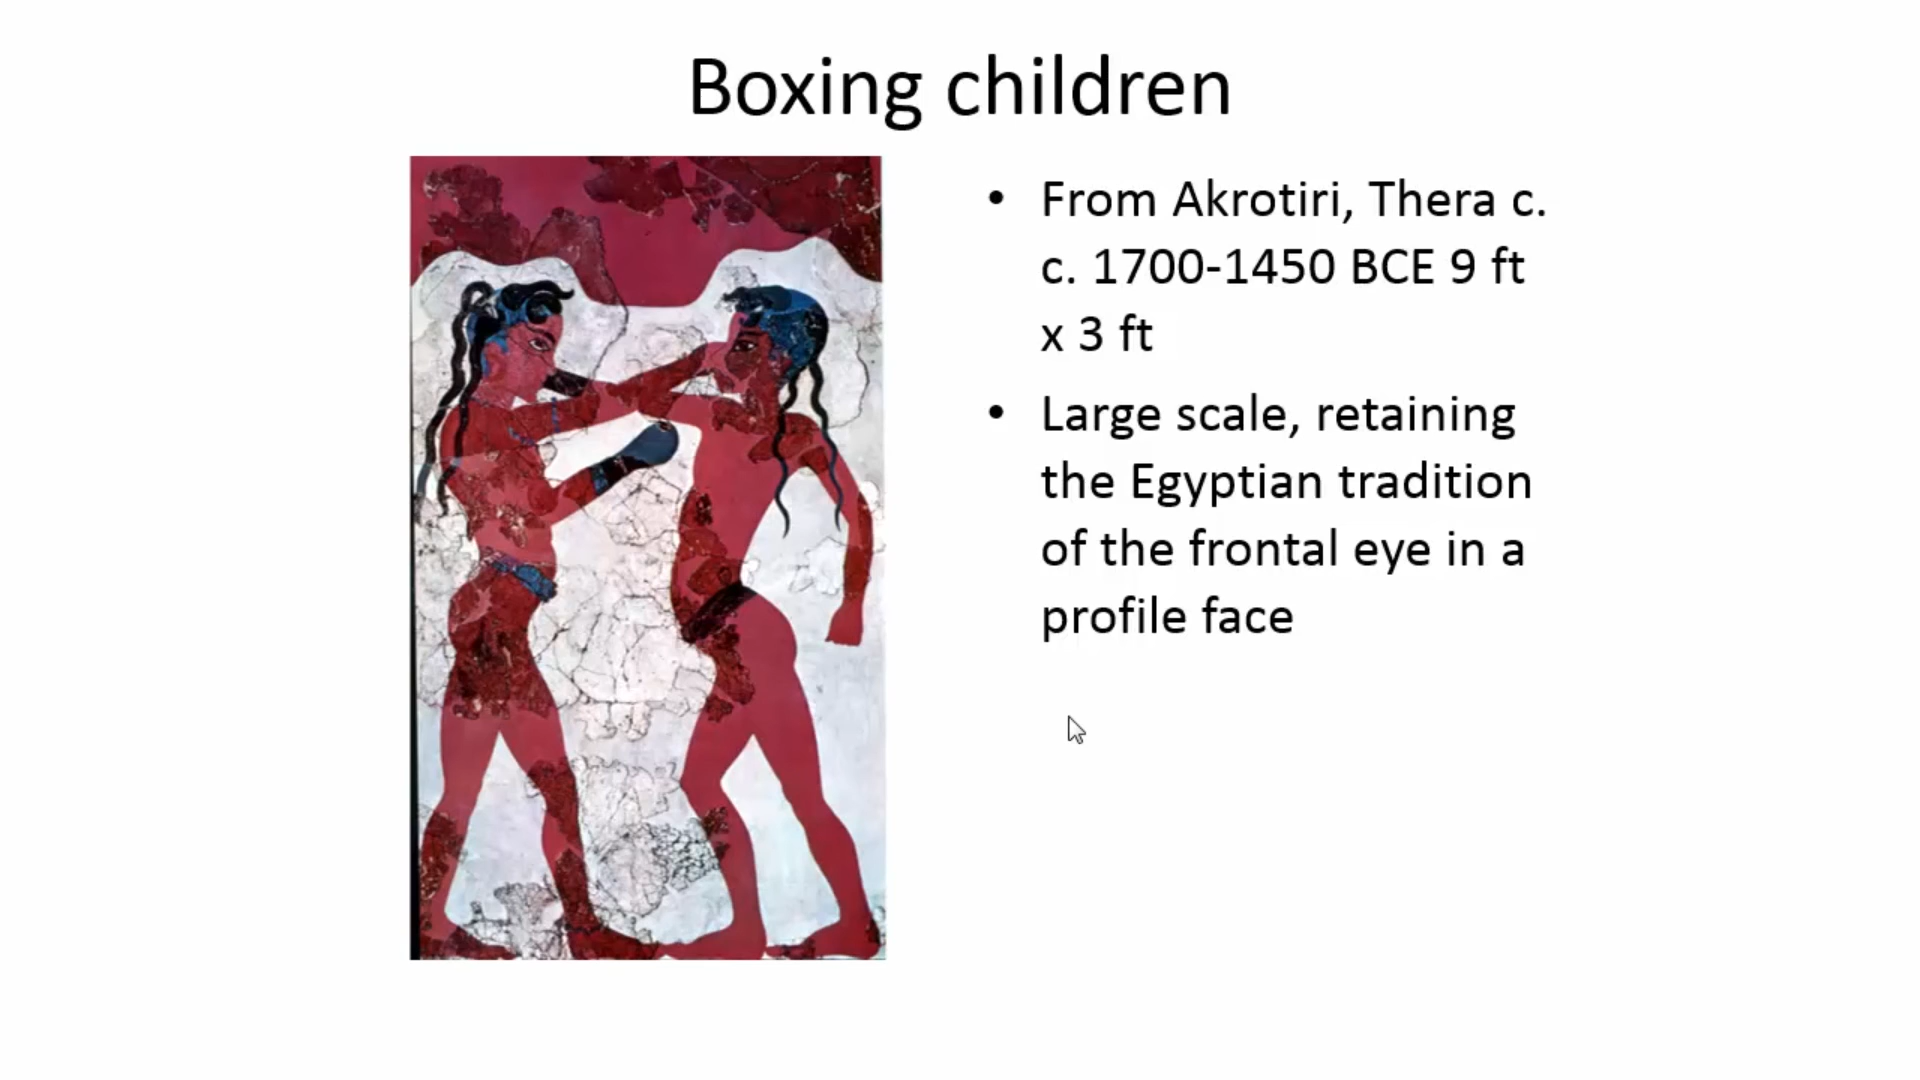 Boxing children
• From Akrotiri, Thera c.
c. 1700-1450 BCE 9 ft
x 3 ft
• Large scale, retaining
the Egyptian tradition
of the frontal eye in a
profile face